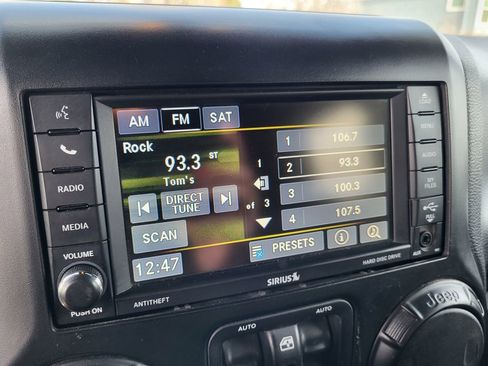 AM FM SAT
Rock
93.3 ST
Tom's
DIRECT
TUNE
SCAN
12:47
1
of 3
1 106.7
2 93.3
3 100.3
4 107.5
PRESETS
i
RADIO
MEDIA
VOLUME
PUSH ON
ANTITHEFT
SIRIUS
HARD DISC DRIVE
LOAD
MENU
AUDIO
MY
FILES
AUX
AUTO
AUTO
Jeep